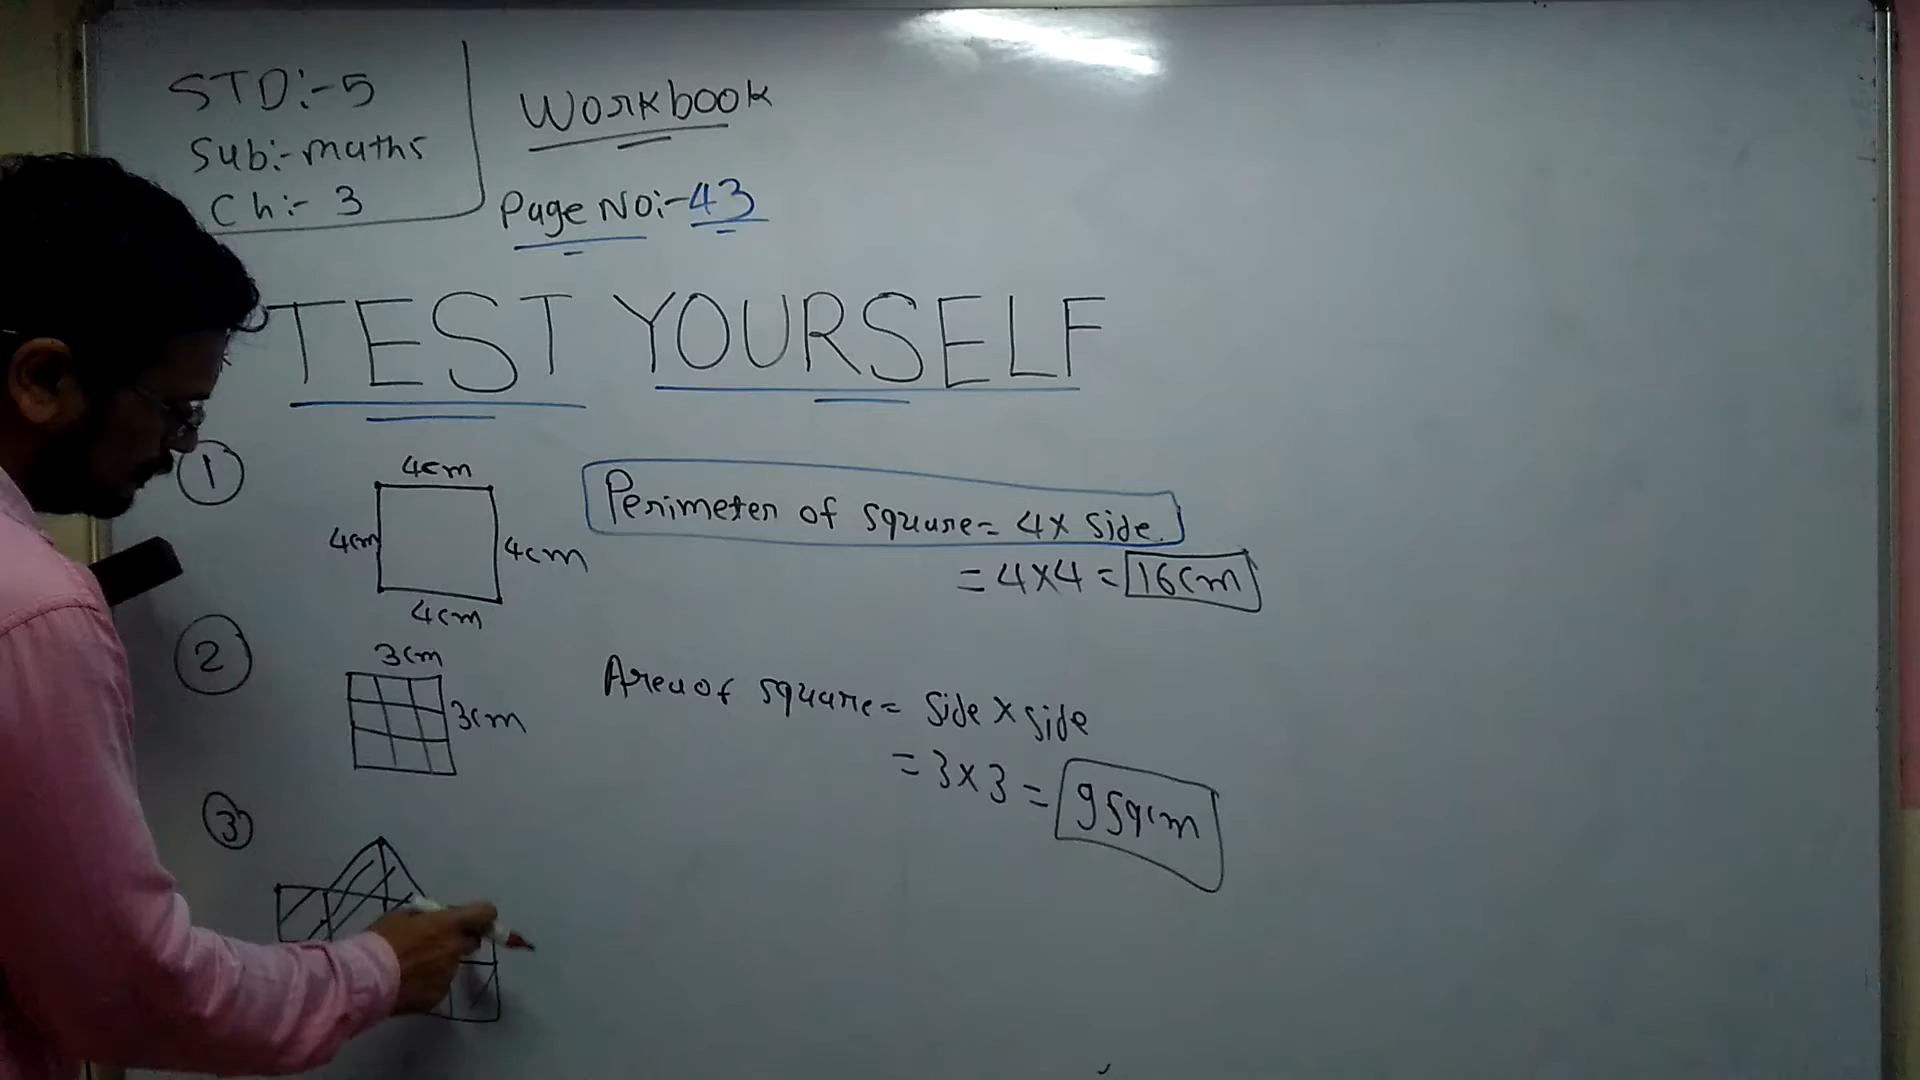 STD:-5
Sub:-maths
Ch:- 3
Workbook
Page No:-43
TEST YOURSELF
1
4cm
4cm
4cm
4cm
Perimeter of square= 4x side.
= 4x4 = 16cm
2
3cm
3cm
Area of square= side x side
= 3x3 = 9sqcm
3